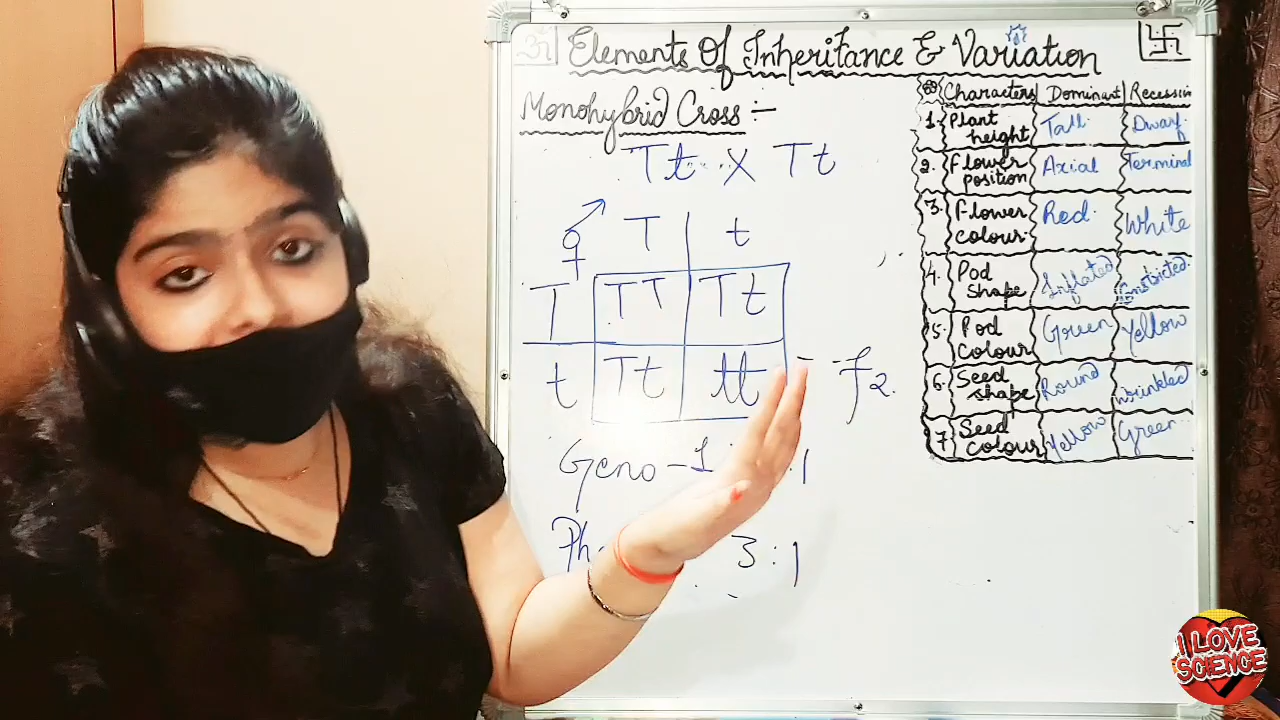 ॐ Elements Of Inheritance & Variation
Monohybrid Cross :-
Tt X Tt
T t
T TT Tt
t Tt tt
F2.
Geno - 1 : 1
Ph 3 : 1
Characters Dominant Recessiv
1. Plant height Tall Dwarf
2. Flower position Axial Terminal
3. Flower colour Red. White
4. Pod shape Inflated Constricted.
5. Pod colour Green Yellow
6. Seed shape Round Wrinkled
7. Seed colour Yellow Green
I LOVE
SCIENCE